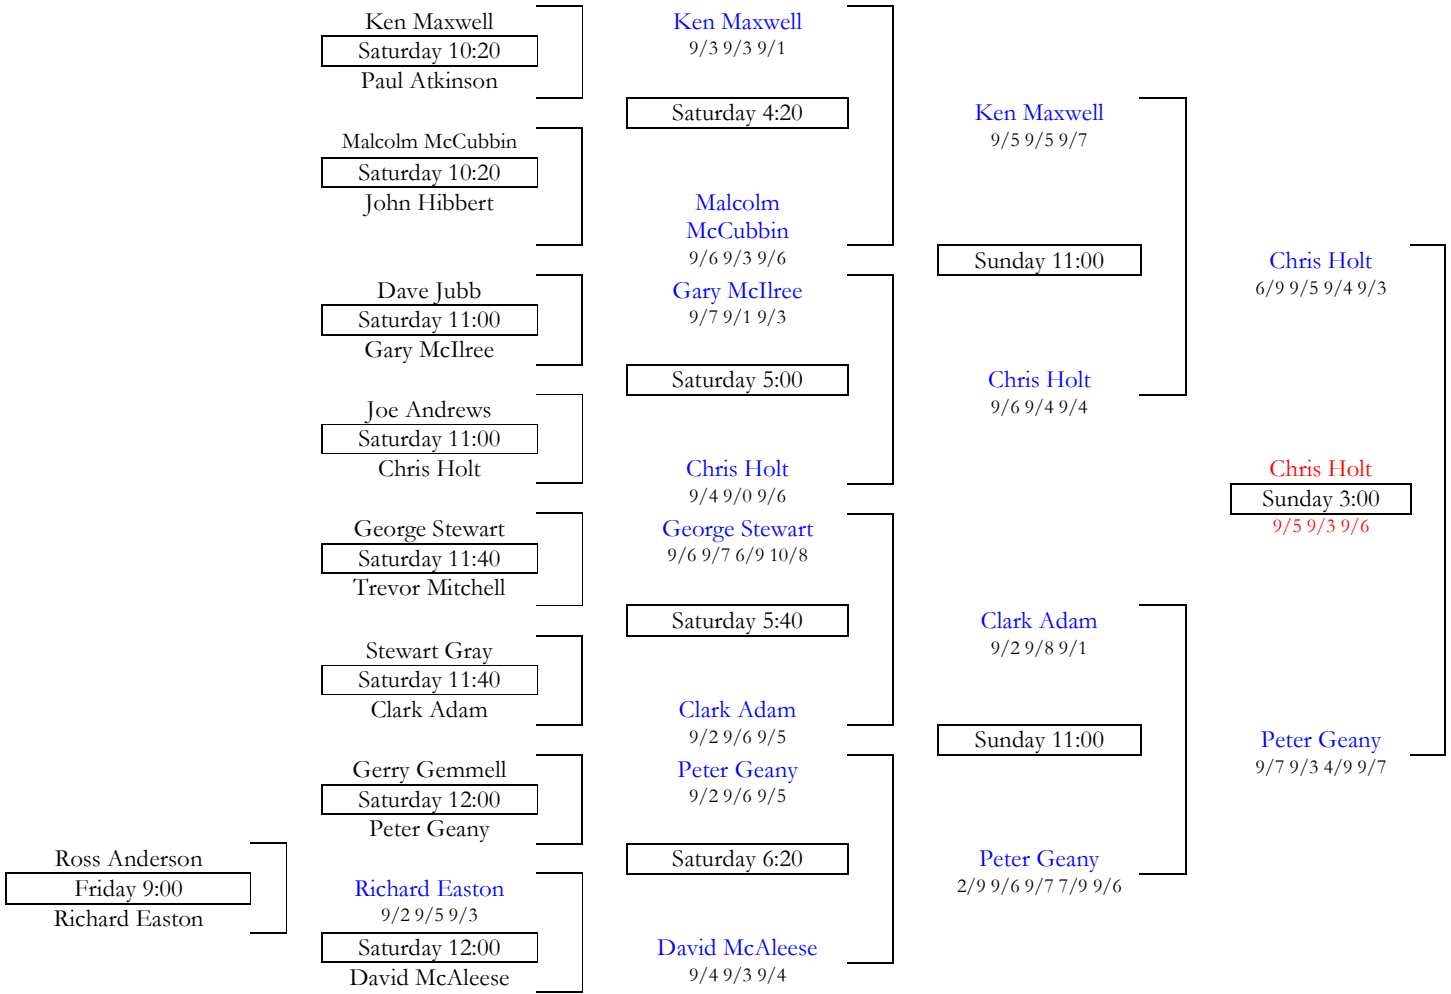 Ken Maxwell
Saturday 10:20
Paul Atkinson
Malcolm McCubbin
Saturday 10:20
John Hibbert
Dave Jubb
Saturday 11:00
Gary McIlree
Joe Andrews
Saturday 11:00
Chris Holt
George Stewart
Saturday 11:40
Trevor Mitchell
Stewart Gray
Saturday 11:40
Clark Adam
Gerry Gemmell
Saturday 12:00
Peter Geany
Ross Anderson
Friday 9:00
Richard Easton
Richard Easton
9/2 9/5 9/3
Saturday 12:00
David McAleese
Ken Maxwell
9/3 9/3 9/1
Saturday 4:20
Malcolm
McCubbin
9/6 9/3 9/6
Gary McIlree
9/7 9/1 9/3
Saturday 5:00
Chris Holt
9/4 9/0 9/6
George Stewart
9/6 9/7 6/9 10/8
Saturday 5:40
Clark Adam
9/2 9/6 9/5
Peter Geany
9/2 9/6 9/5
Saturday 6:20
David McAleese
9/4 9/3 9/4
Ken Maxwell
9/5 9/5 9/7
Sunday 11:00
Chris Holt
9/6 9/4 9/4
Clark Adam
9/2 9/8 9/1
Sunday 11:00
Peter Geany
2/9 9/6 9/7 7/9 9/6
Chris Holt
6/9 9/5 9/4 9/3
Chris Holt
Sunday 3:00
9/5 9/3 9/6
Peter Geany
9/7 9/3 4/9 9/7